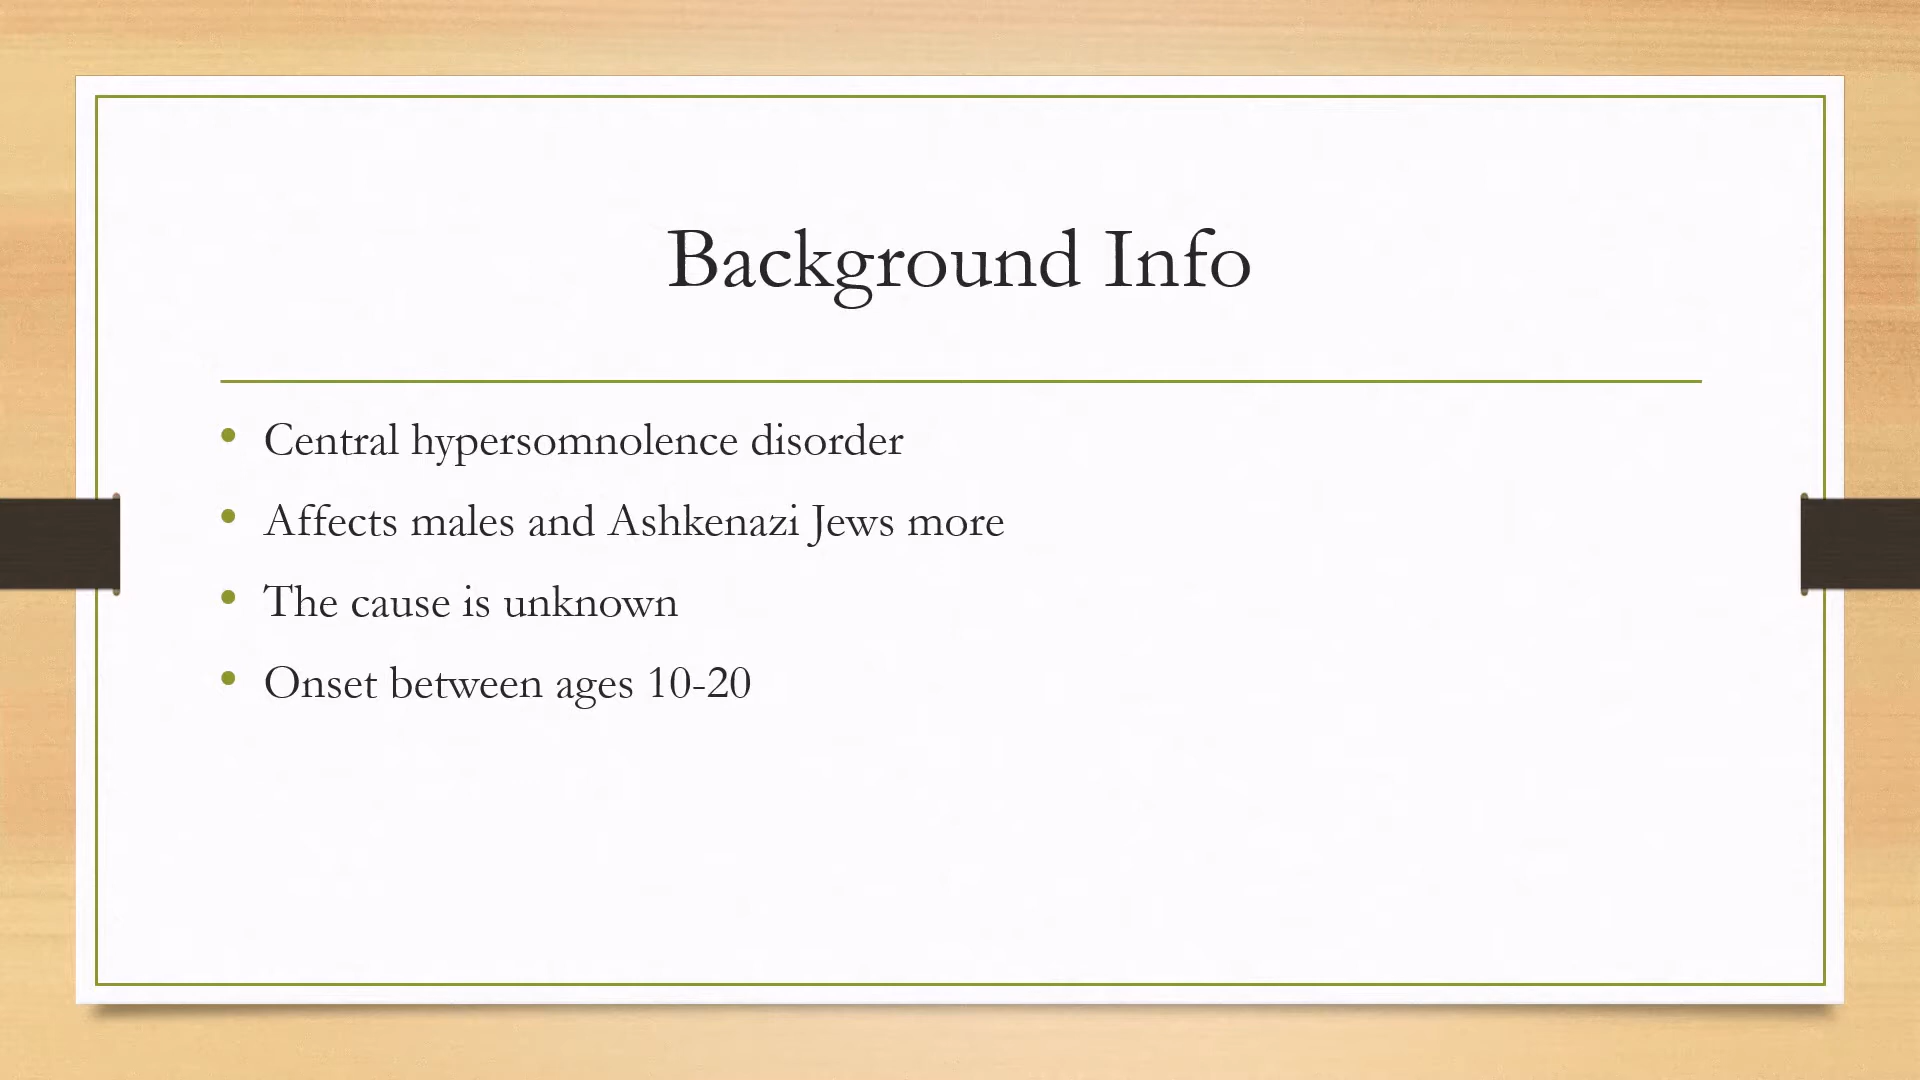 Background Info
• Central hypersomnolence disorder
• Affects males and Ashkenazi Jews more
• The cause is unknown
• Onset between ages 10-20